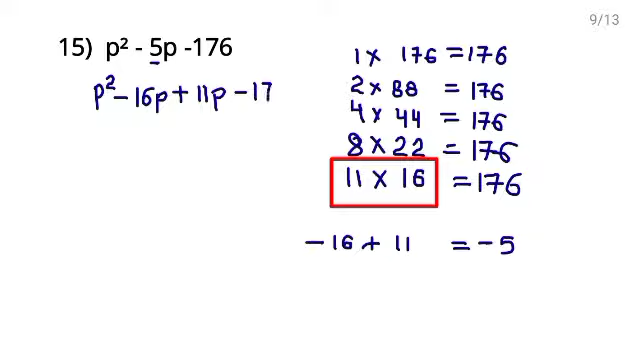 9/13
15) p² - 5p -176
p² - 16p + 11p - 17
1 × 176 = 176
2 × 88 = 176
4 × 44 = 176
8 × 22 = 176
11 × 16 = 176
- 16 + 11 = - 5